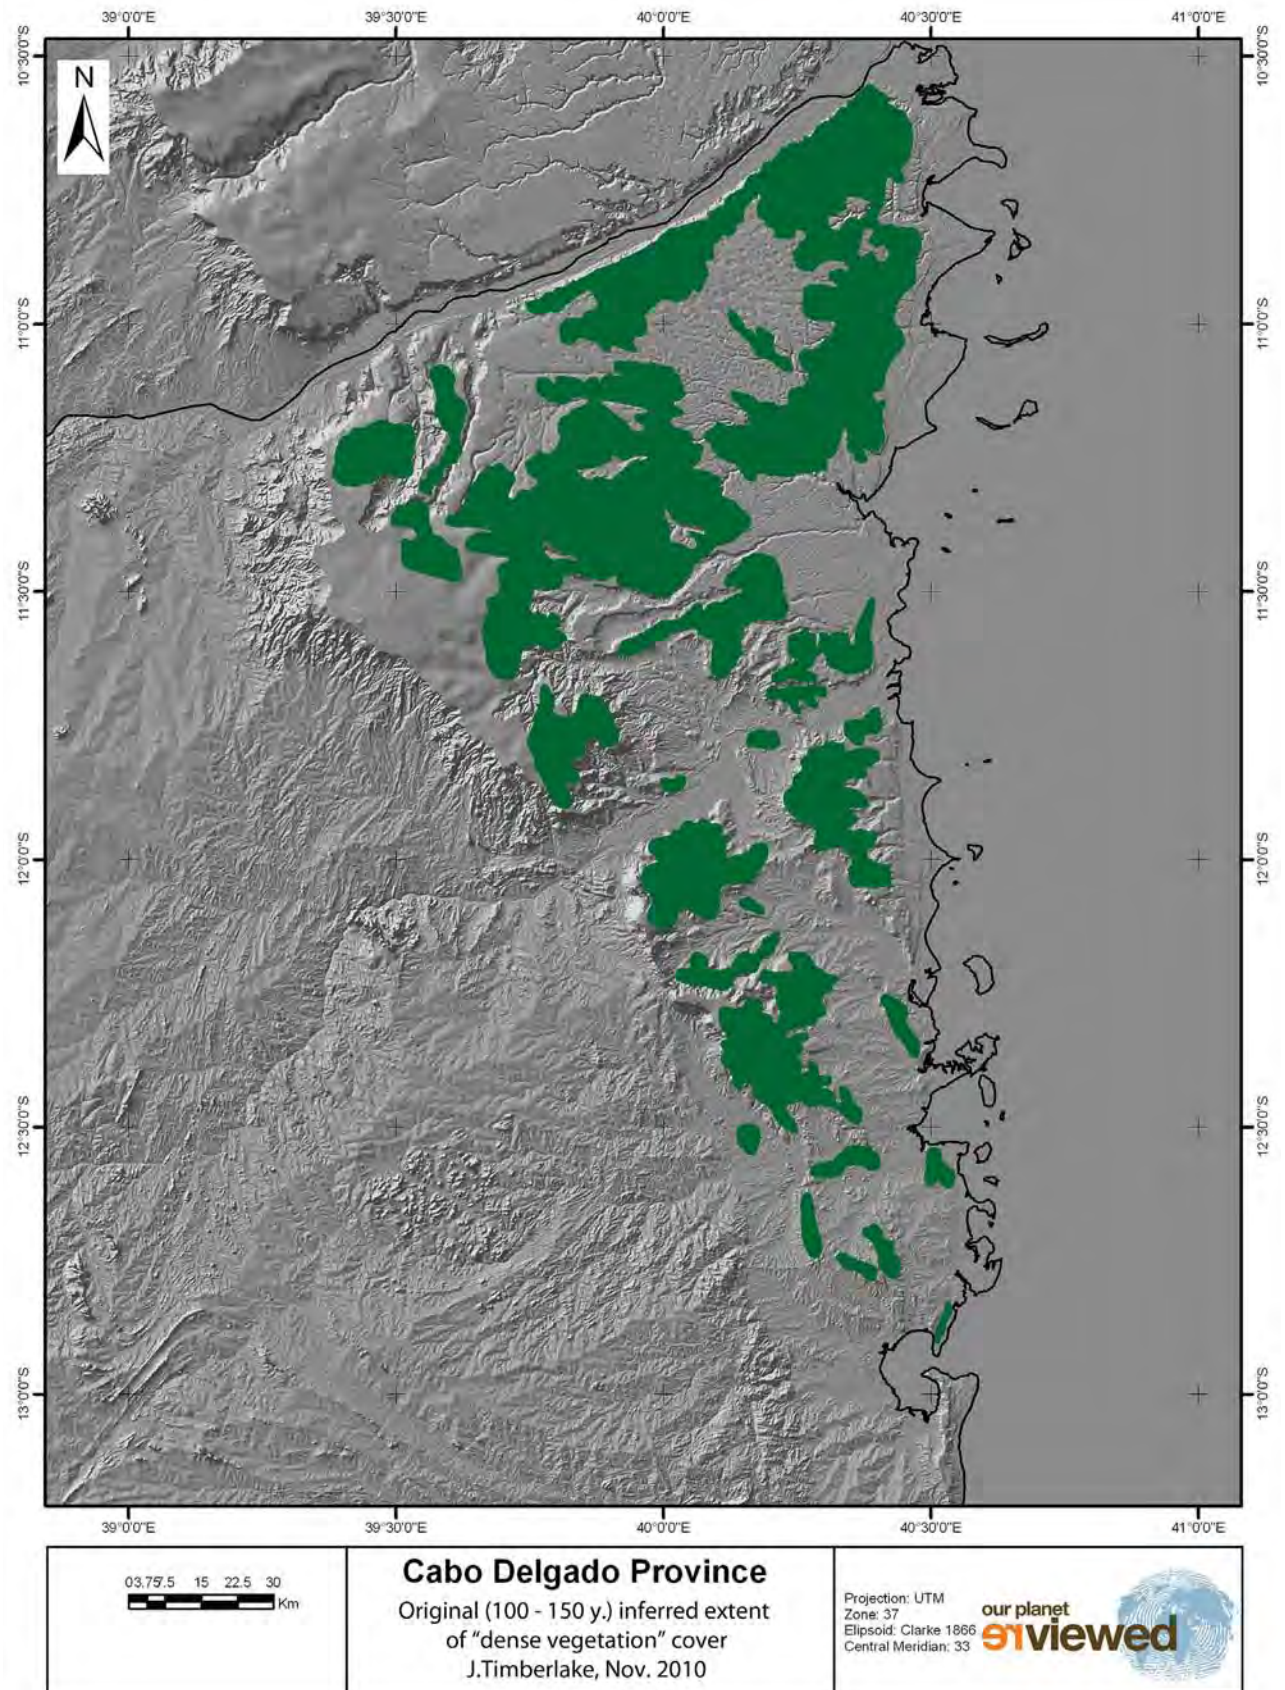 39°0'0"E 39°30'0"E 40°0'0"E 40°30'0"E 41°0'0"E
N
10°30'0"S 10°30'0"S
11°0'0"S 11°0'0"S
11°30'0"S 11°30'0"S
12°0'0"S 12°0'0"S
12°30'0"S 12°30'0"S
13°0'0"S 13°0'0"S
39°0'0"E 39°30'0"E 40°0'0"E 40°30'0"E 41°0'0"E
03,757.5 15 22.5 30
Km
Cabo Delgado Province
Original (100 - 150 y.) inferred extent
of "dense vegetation" cover
J.Timberlake, Nov. 2010
Projection: UTM
Zone: 37
Elipsoid: Clarke 1866
Central Meridian: 33
our planet
reviewed